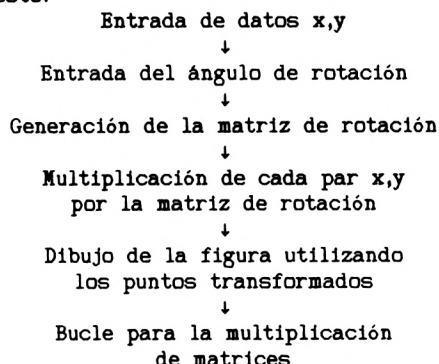 Entrada de datos x,y
↓
Entrada del ángulo de rotación
↓
Generación de la matriz de rotación
↓
Multiplicación de cada par x,y
por la matriz de rotación
↓
Dibujo de la figura utilizando
los puntos transformados
↓
Bucle para la multiplicación
de matrices